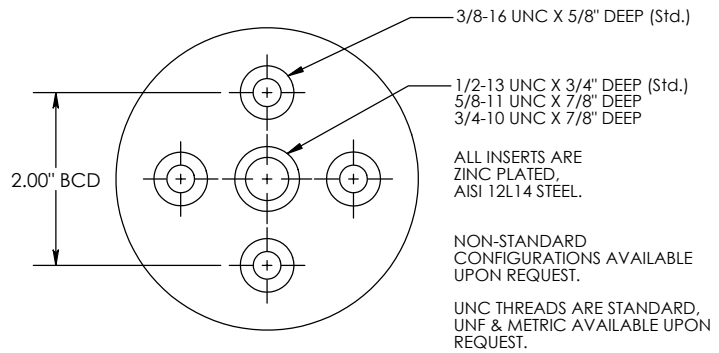 3/8-16 UNC X 5/8" DEEP (Std.)
1/2-13 UNC X 3/4" DEEP (Std.)
5/8-11 UNC X 7/8" DEEP
3/4-10 UNC X 7/8" DEEP
2.00" BCD
ALL INSERTS ARE
ZINC PLATED,
AISI 12L14 STEEL.
NON-STANDARD
CONFIGURATIONS AVAILABLE
UPON REQUEST.
UNC THREADS ARE STANDARD,
UNF & METRIC AVAILABLE UPON
REQUEST.